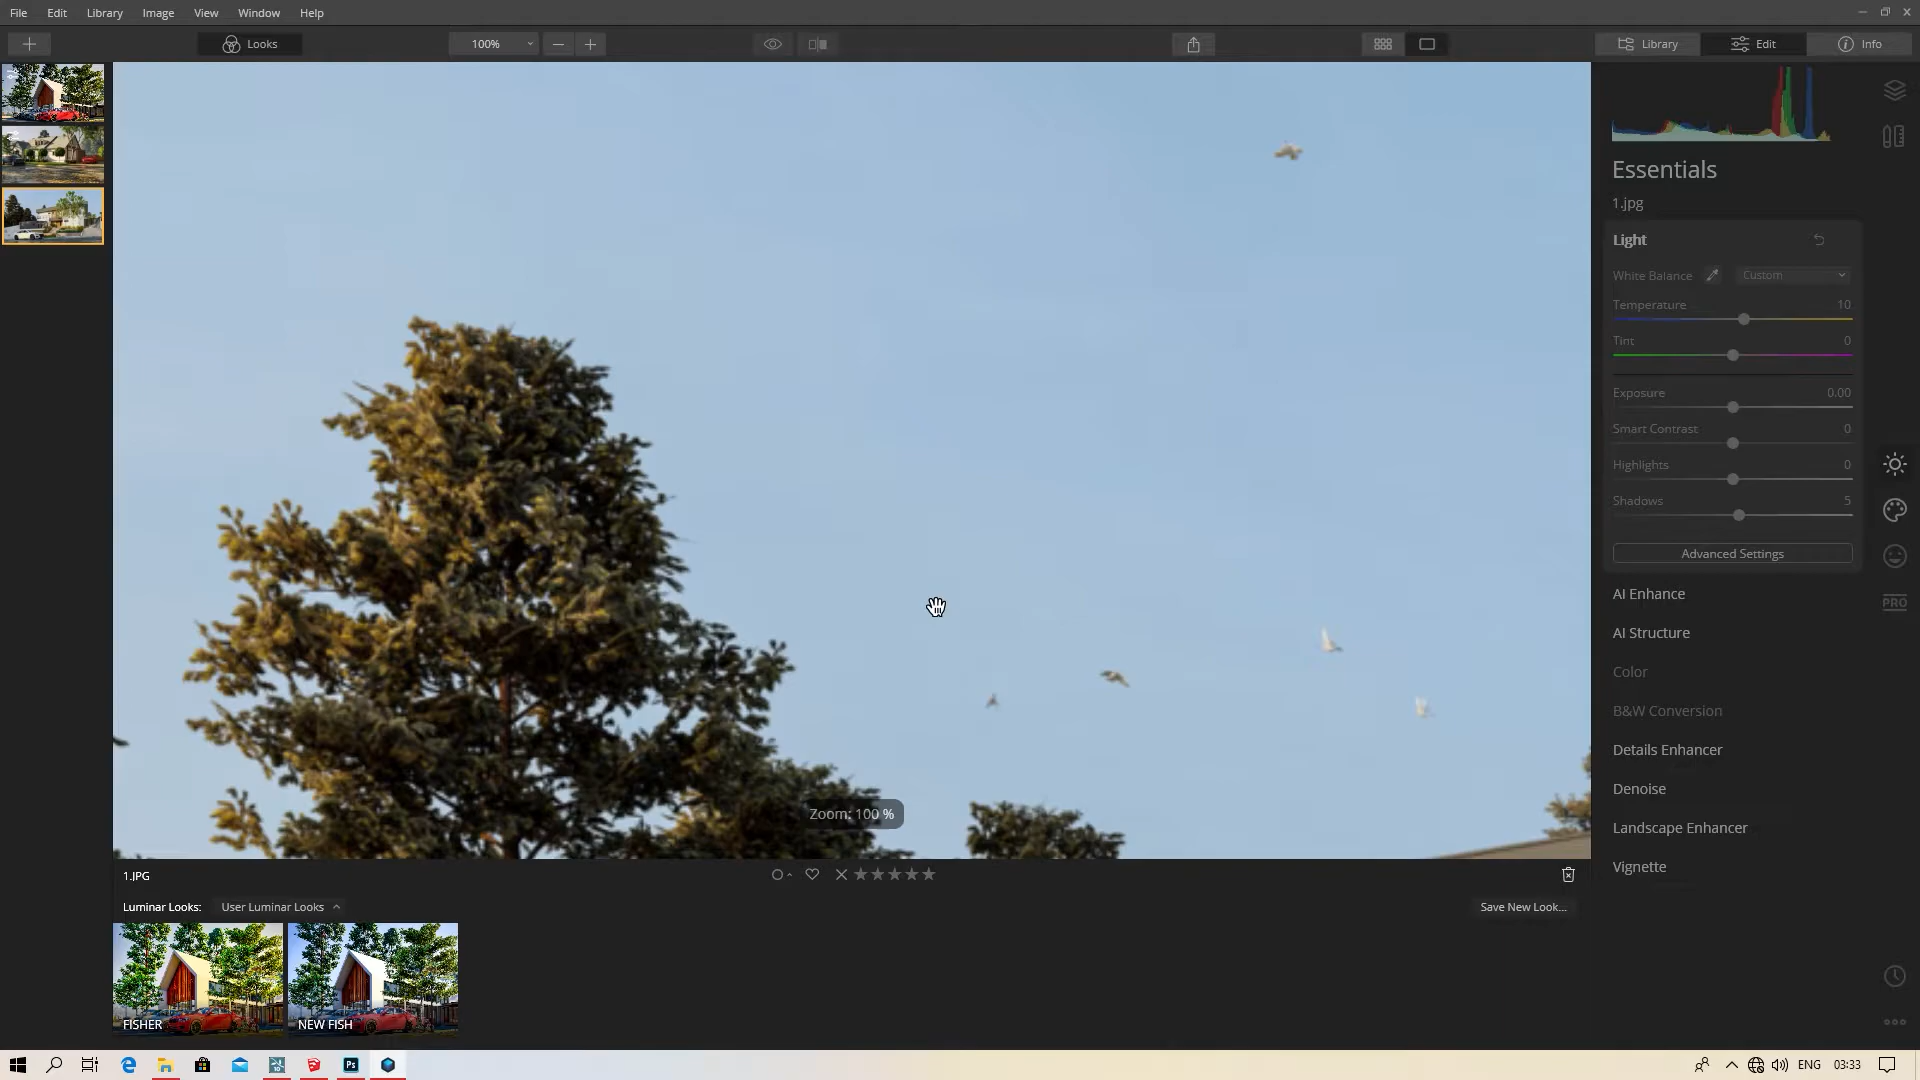 File Edit Library Image View Window Help
Looks 100% Library Edit Info
Essentials
1.jpg
Light
White Balance Custom
Temperature 10
Tint 0
Exposure 0.00
Smart Contrast 0
Highlights 0
Shadows 5
Advanced Settings
AI Enhance
AI Structure
Color
B&W Conversion
Details Enhancer
Denoise
Landscape Enhancer
Vignette
PRO
Zoom: 100 %
1.JPG
Luminar Looks: User Luminar Looks Save New Look...
FISHER NEW FISH
Ps ENG 03:33